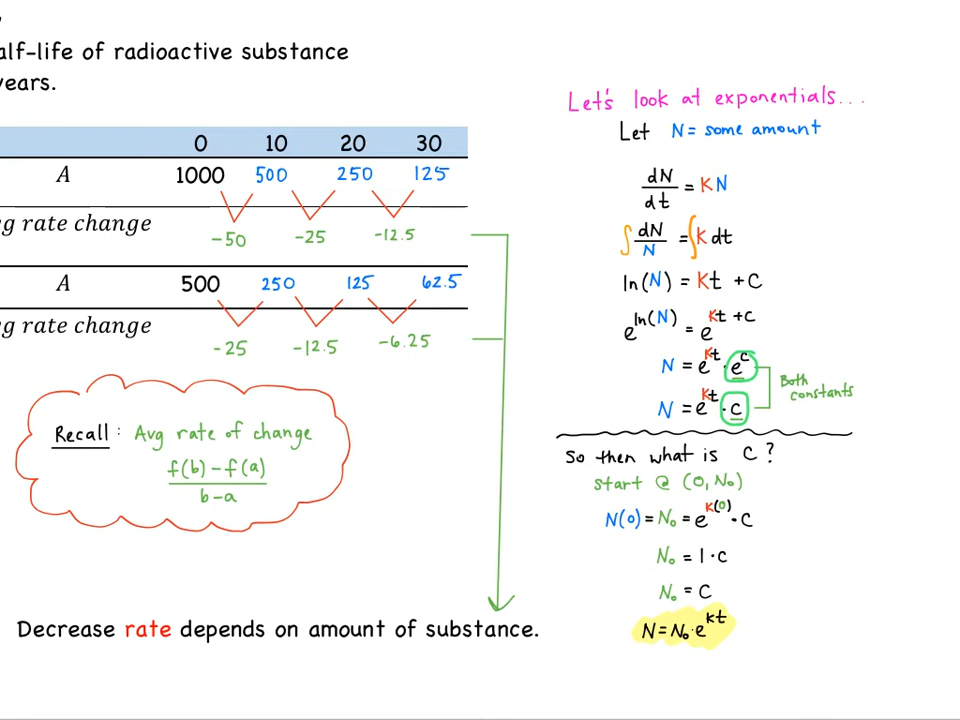 alf-life of radioactive substance
years.
0 10 20 30
A 1000 500 250 125
g rate change
-50 -25 -12.5
A 500 250 125 62.5
g rate change
-25 -12.5 -6.25
Recall: Avg rate of change
f(b) - f(a)
b-a
Decrease rate depends on amount of substance.
Let's look at exponentials...
Let N = some amount
dN/dt = KN
∫ dN/N = ∫ K dt
ln(N) = Kt + C
e^ln(N) = e^Kt + C
N = e^Kt · e^c
Both constants
N = e^Kt · C
So then what is C?
start @ (0, N₀)
N(0) = N₀ = e^K(0) · C
N₀ = 1 · C
N₀ = C
N = N₀ · e^kt